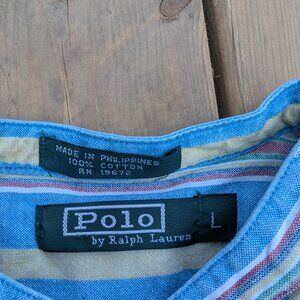 MADE IN PHILIPPINES
100% COTTON
RN 19672
Polo L
by Ralph Lauren